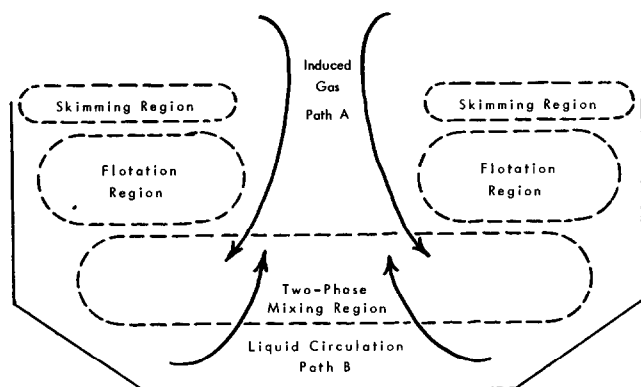 Induced
Gas
Path A
Skimming Region
Skimming Region
Flotation
Region
Flotation
Region
Two-Phase
Mixing Region
Liquid Circulation
Path B